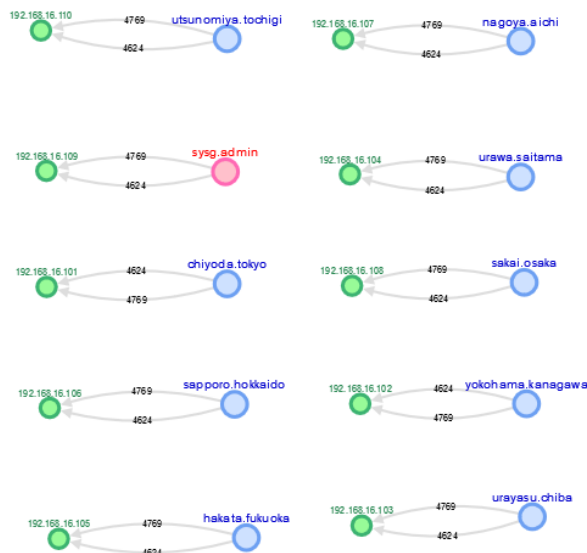 192.168.16.110 4769 utsunomiya.tochigi
4624
192.168.16.107 4769 nagoya.aichi
4624
192.168.16.109 4769 sysg.admin
4624
192.168.16.104 4769 urawa.saitama
4624
192.168.16.101 4624 chiyoda.tokyo
4769
192.168.16.108 4769 sakai.osaka
4624
192.168.16.106 4769 sapporo.hokkaido
4624
192.168.16.102 4624 yokohama.kanagawa
4769
192.168.16.105 4769 hakata.fukuoka
4624
192.168.16.103 4769 urayasu.chiba
4624